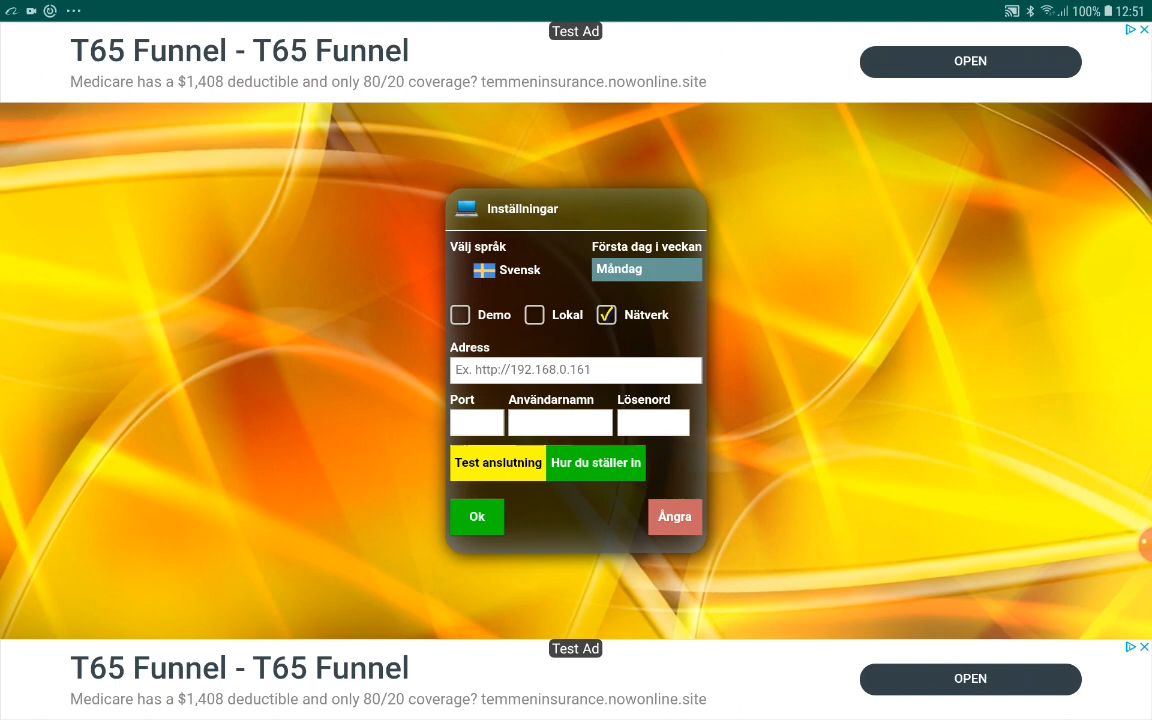 100% 12:51
Test Ad
T65 Funnel - T65 Funnel
Medicare has a $1,408 deductible and only 80/20 coverage? temmeninsurance.nowonline.site
OPEN
Inställningar
Välj språk Första dag i veckan
Svensk Måndag
Demo Lokal Nätverk
Adress
Ex. http://192.168.0.161
Port Användarnamn Lösenord
Test anslutning Hur du ställer in
Ok Ångra
Test Ad
T65 Funnel - T65 Funnel
Medicare has a $1,408 deductible and only 80/20 coverage? temmeninsurance.nowonline.site
OPEN